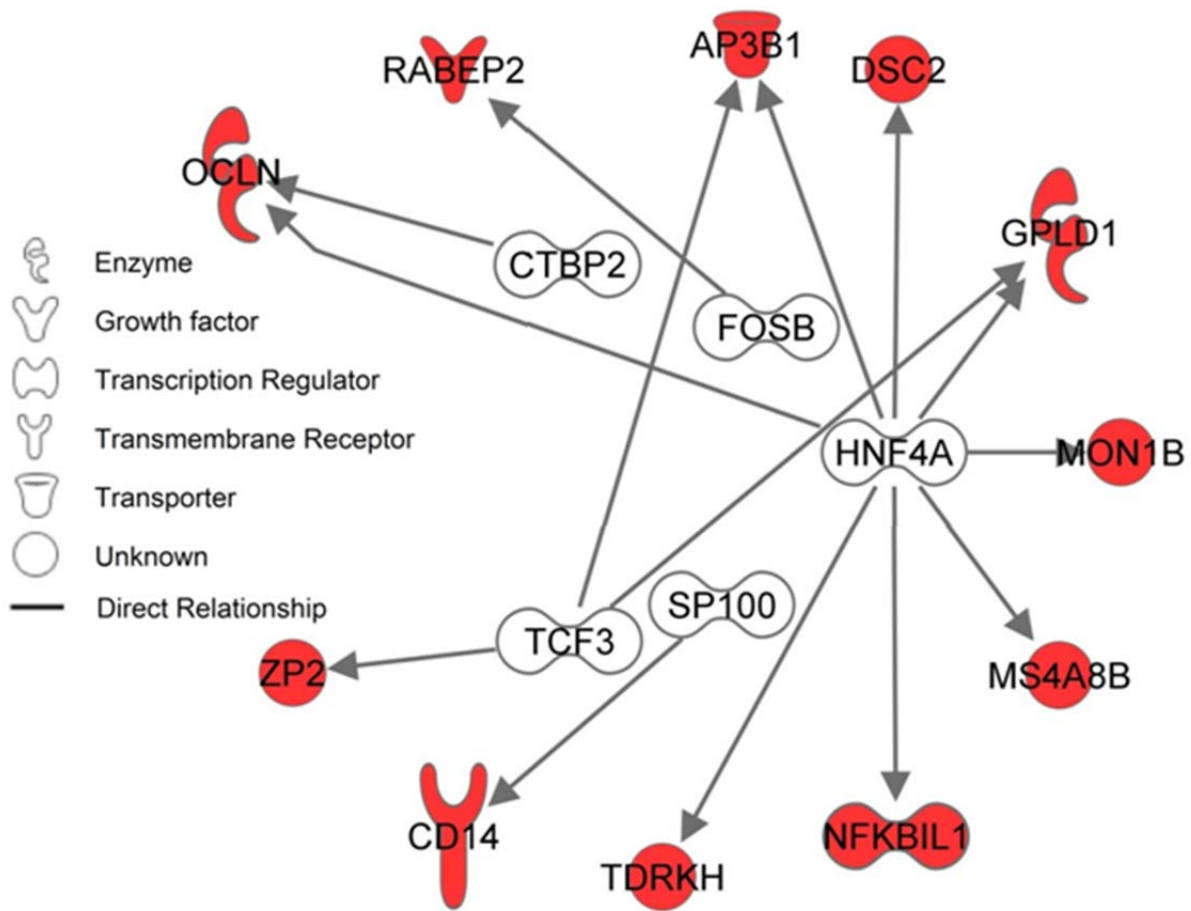 AP3B1
RABEP2
DSC2
OCLN
GPLD1
CTBP2
FOSB
HNF4A
MON1B
Enzyme
Growth factor
Transcription Regulator
Transmembrane Receptor
Transporter
Unknown
Direct Relationship
SP100
TCF3
ZP2
MS4A8B
CD14
NFKBIL1
TDRKH